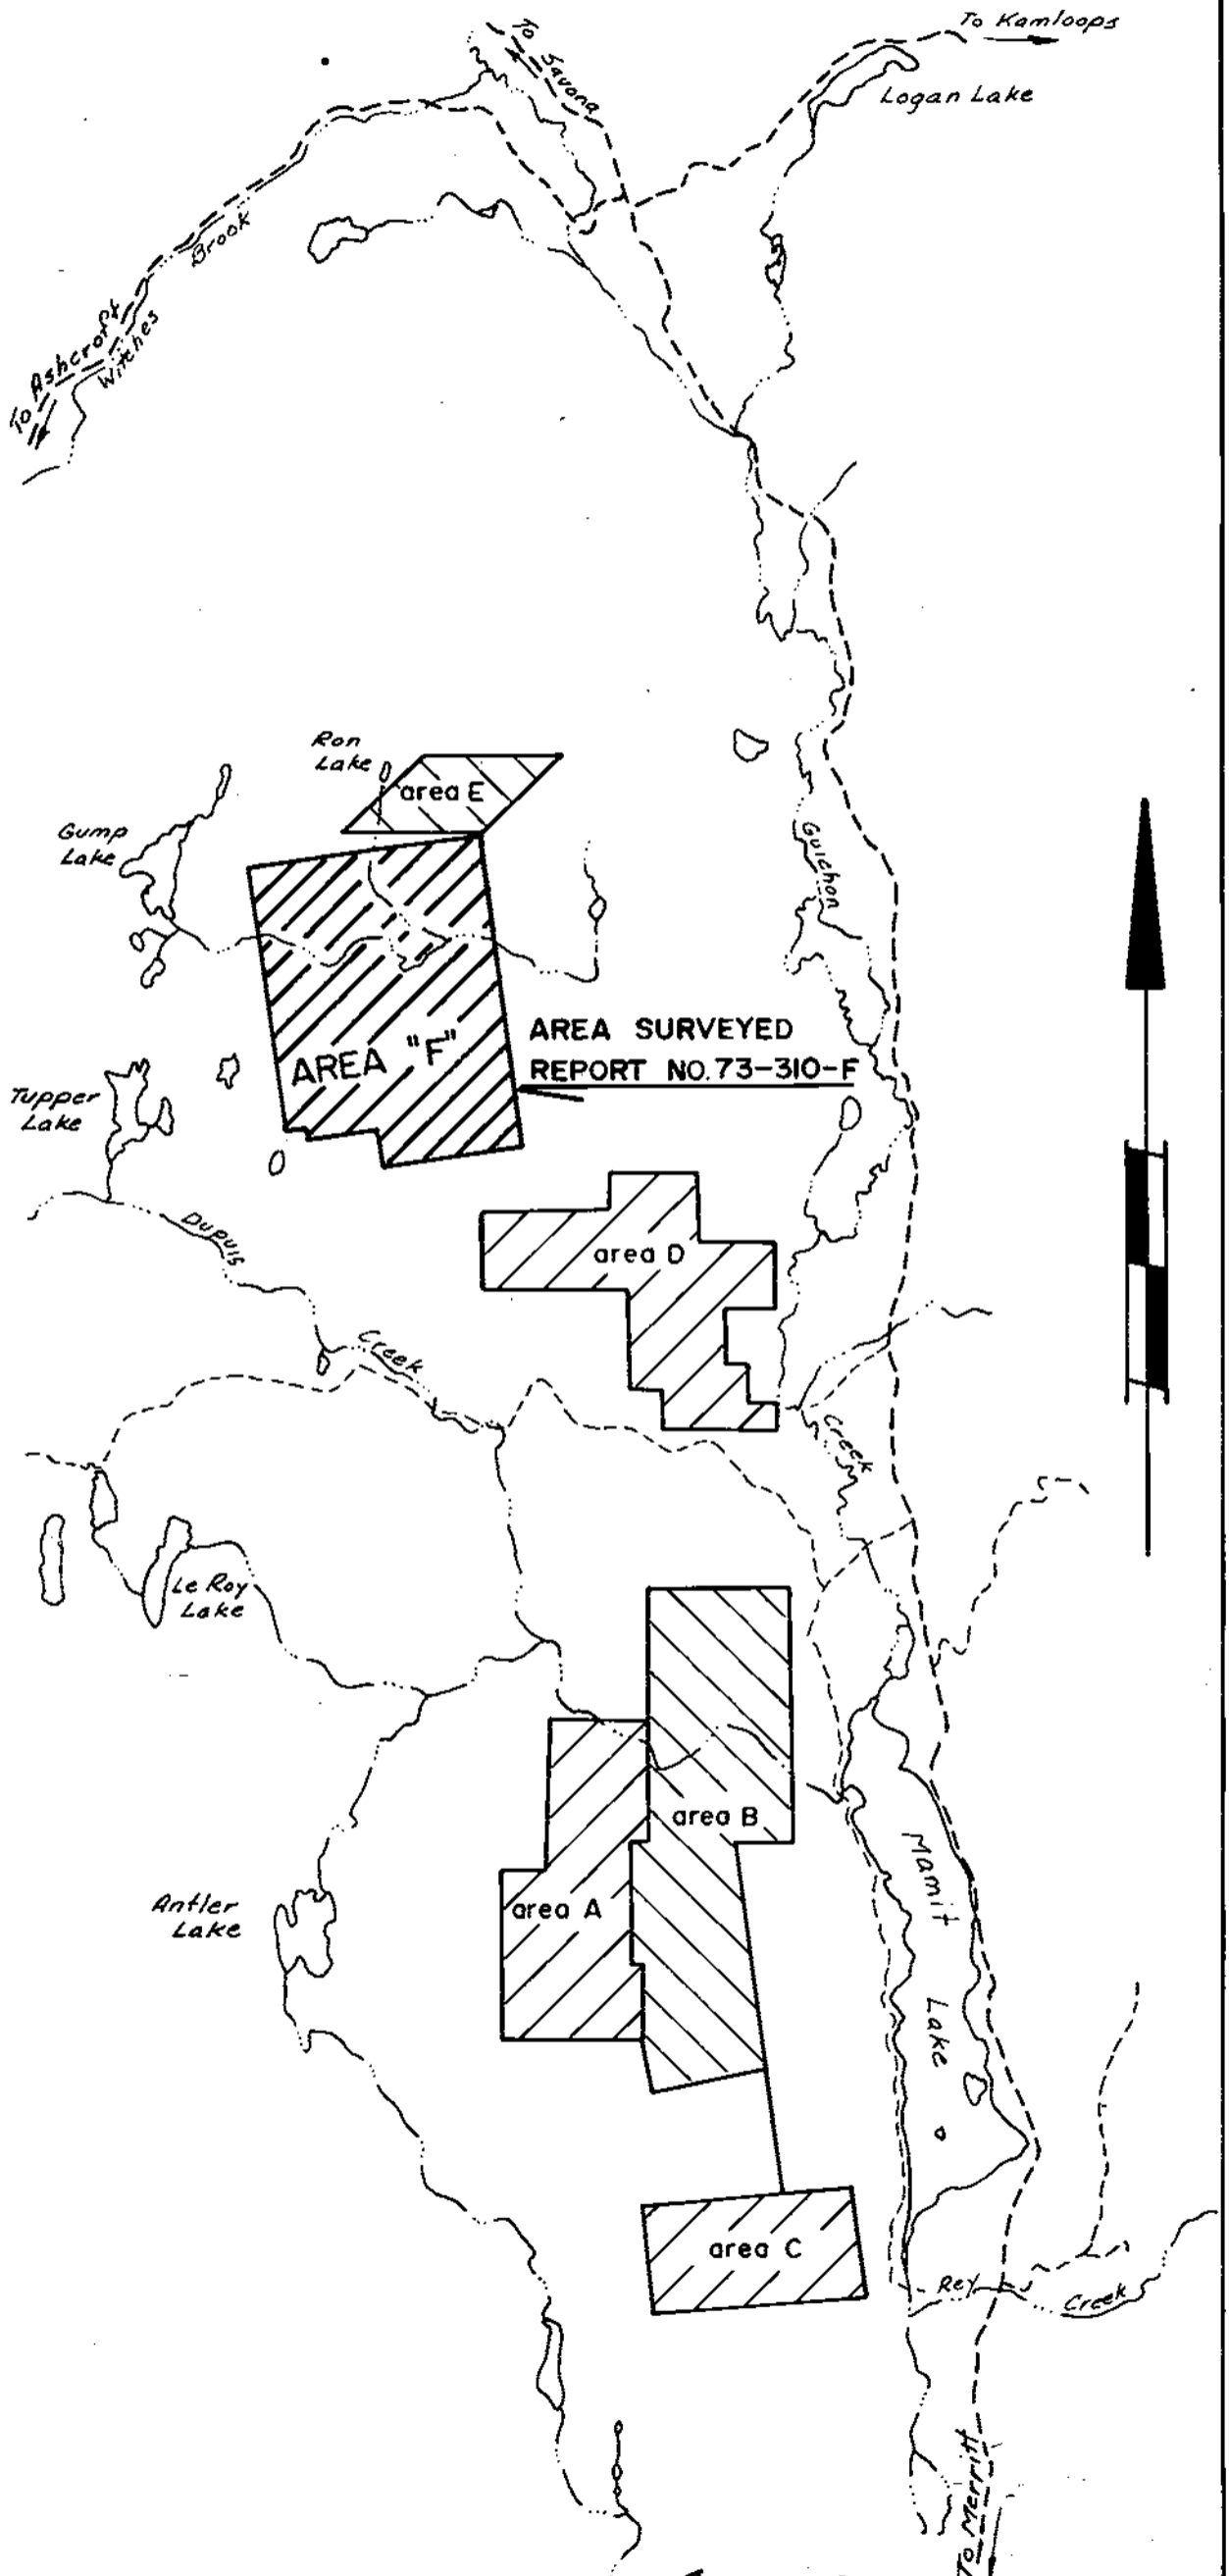 To Kamloops
To Savona
Logan Lake
Brook
To Ashcroft
Witches
Ron
Lake
area E
Gump
Lake
Guichon
AREA SURVEYED
REPORT NO. 73-310-F
AREA "F"
Tupper
Lake
Dupuis
area D
Creek
Creek
Le Roy
Lake
area B
Mamit
Lake
Antler
Lake
area A
area C
Rey
Creek
To Merritt